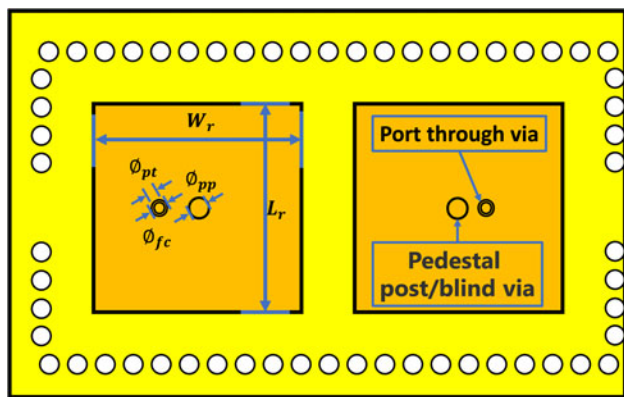 W_r
Port through via
Ø_pt
Ø_pp
L_r
Ø_fc
Pedestal
post/blind via